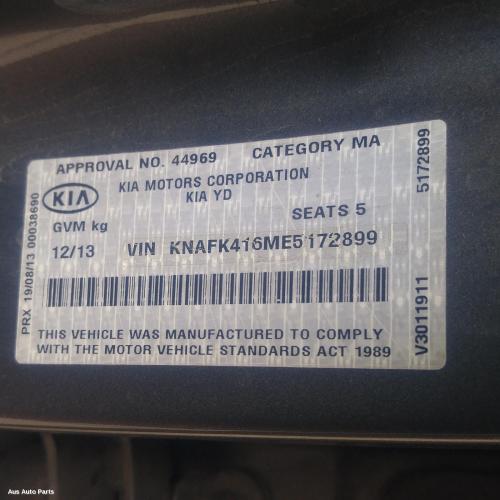 APPROVAL NO. 44969 CATEGORY MA
KIA
KIA MOTORS CORPORATION
KIA YD
GVM kg
SEATS 5
12/13 VIN KNAFK416ME5172899
THIS VEHICLE WAS MANUFACTURED TO COMPLY
WITH THE MOTOR VEHICLE STANDARDS ACT 1989
PRX 19/08/13 00038690
V3011911 5172899
Aus Auto Parts